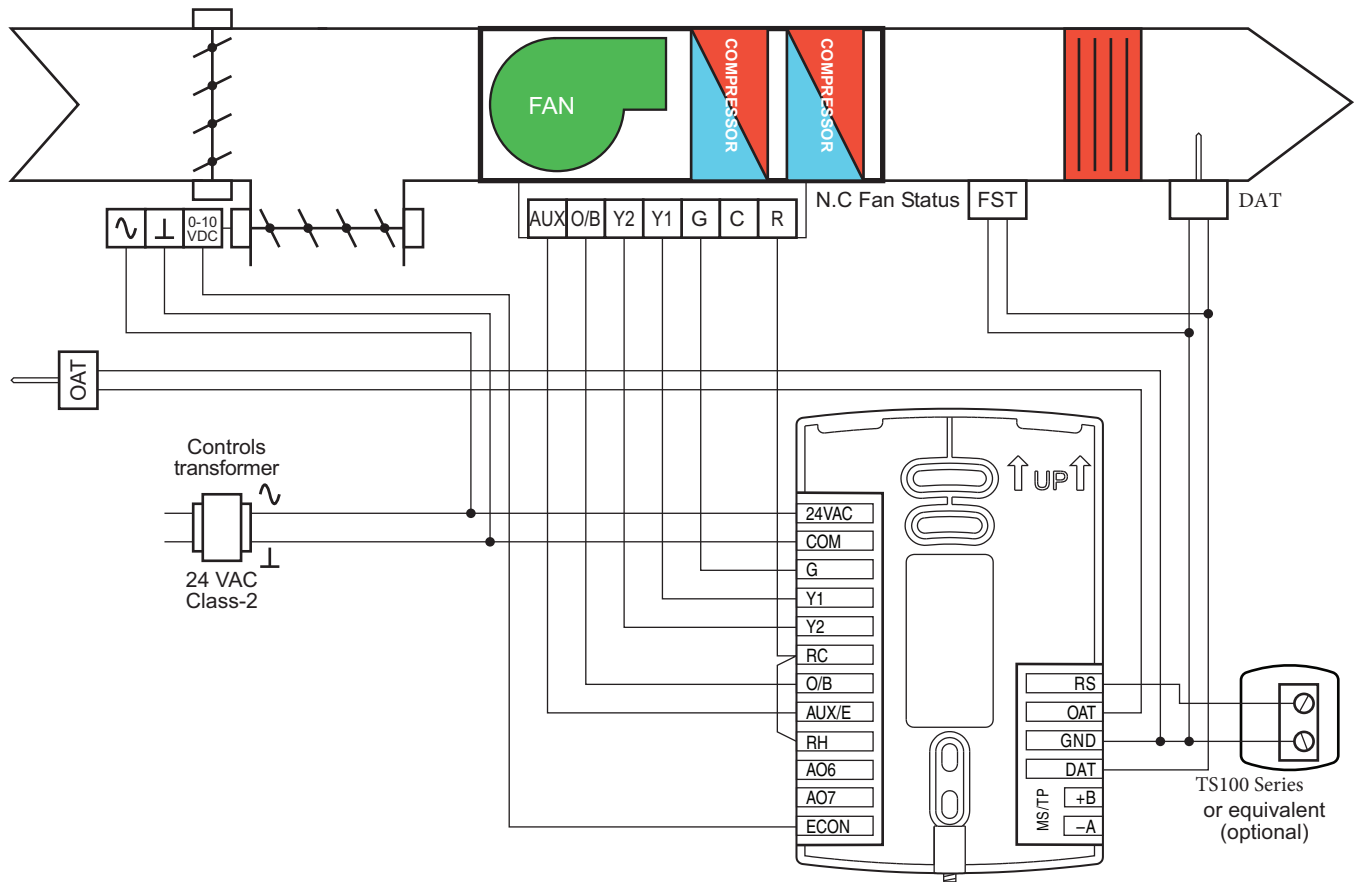 FAN
COMPRESSOR
COMPRESSOR
N.C Fan Status
FST
DAT
0-10
VDC
AUX O/B Y2 Y1 G C R
OAT
Controls
transformer
24 VAC
Class-2
UP
24VAC
COM
G
Y1
Y2
RC
O/B
AUX/E
RH
AO6
AO7
ECON
RS
OAT
GND
DAT
MS/TP
+B
–A
TS100 Series
or equivalent
(optional)